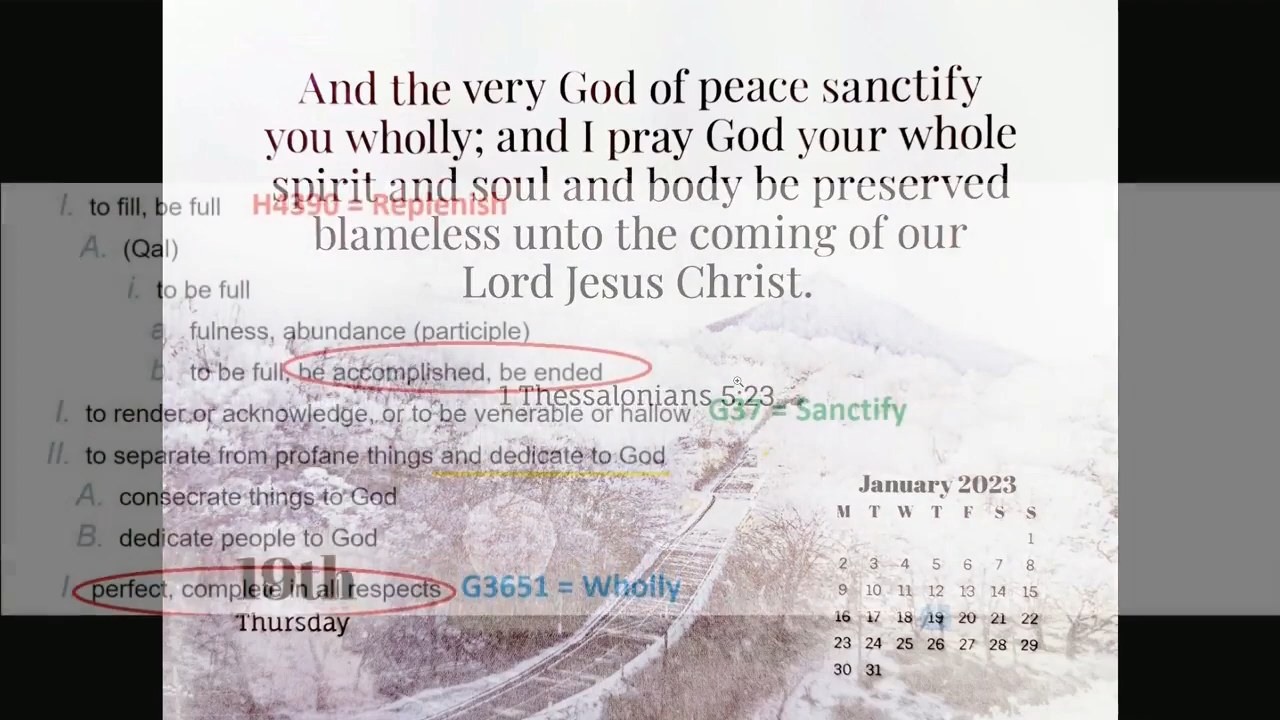 And the very God of peace sanctify
you wholly; and I pray God your whole
spirit and soul and body be preserved
blameless unto the coming of our
Lord Jesus Christ.
1 Thessalonians 5:23
I. to fill, be full H4390 = Replenish
A. (Qal)
i. to be full
a. fulness, abundance (participle)
b. to be full, be accomplished, be ended
I. to render or acknowledge, or to be venerable or hallow G37 = Sanctify
II. to separate from profane things and dedicate to God
A. consecrate things to God
B. dedicate people to God
I. perfect, complete in all respects G3651 = Wholly
19th
Thursday
January 2023
M T W T F S S
1
2 3 4 5 6 7 8
9 10 11 12 13 14 15
16 17 18 19 20 21 22
23 24 25 26 27 28 29
30 31